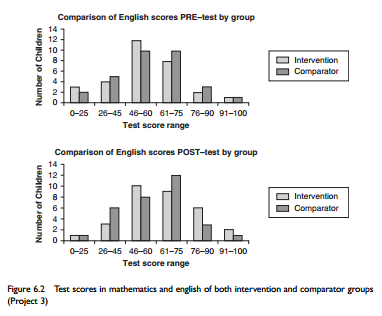 Comparison of English scores PRE–test by group
Number of Children
14
12
10
8
6
4
2
0
0–25 26–45 46–60 61–75 76–90 91–100
Test score range
Intervention
Comparator
Comparison of English scores POST–test by group
Number of Children
14
12
10
8
6
4
2
0
0–25 26–45 46–60 61–75 76–90 91–100
Test score range
Intervention
Comparator
Figure 6.2 Test scores in mathematics and english of both intervention and comparator groups
(Project 3)